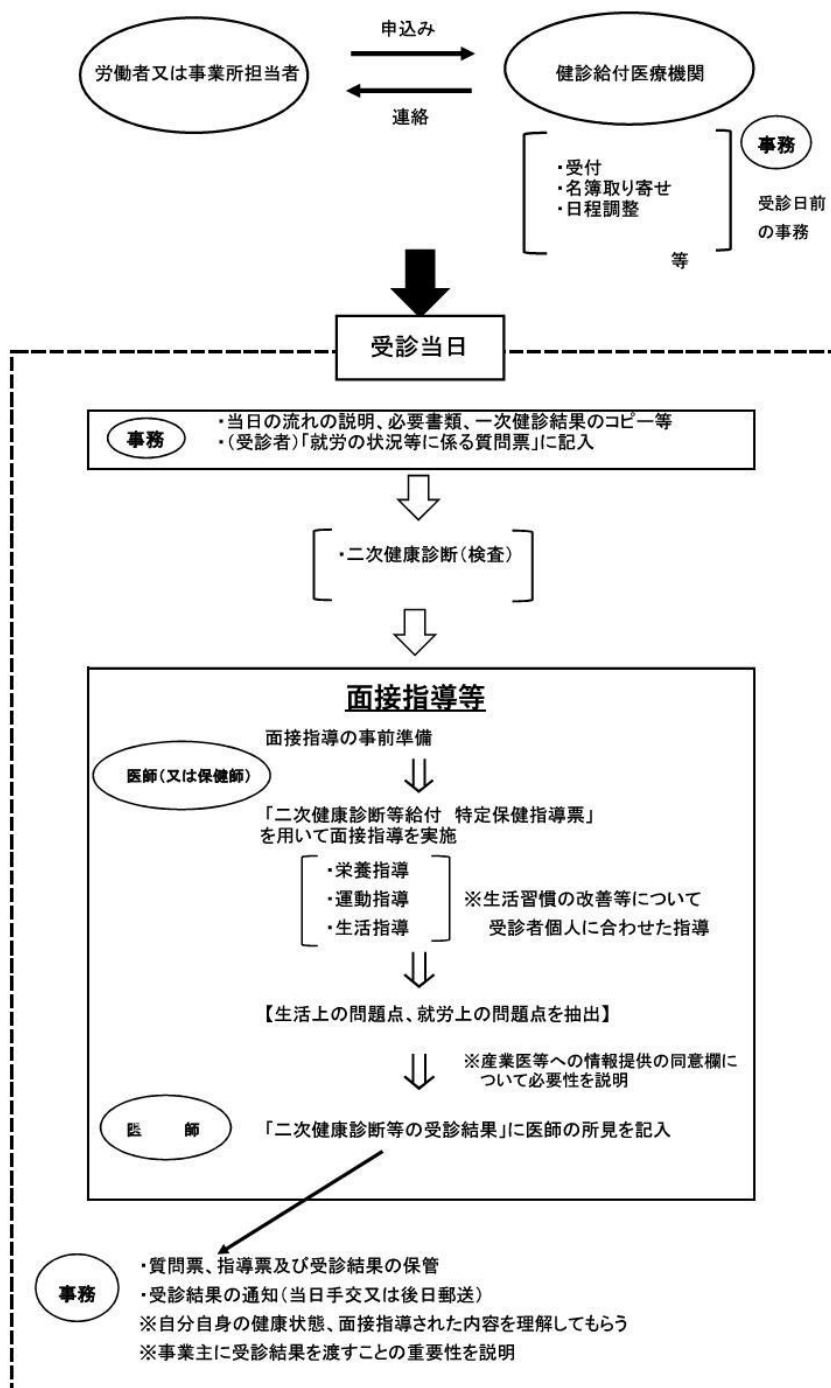 労働者又は事業所担当者
申込み
連絡
健診給付医療機関
事務
・受付
・名簿取り寄せ
・日程調整
等
受診日前
の事務
受診当日
事務
・当日の流れの説明、必要書類、一次健診結果のコピー等
・(受診者)「就労の状況等に係る質問票」に記入
・二次健康診断(検査)
面接指導等
面接指導の事前準備
医師(又は保健師)
「二次健康診断等給付 特定保健指導票」
を用いて面接指導を実施
・栄養指導
・運動指導
・生活指導
※生活習慣の改善等について
受診者個人に合わせた指導
【生活上の問題点、就労上の問題点を抽出】
※産業医等への情報提供の同意欄に
ついて必要性を説明
医 師
「二次健康診断等の受診結果」に医師の所見を記入
事務
・質問票、指導票及び受診結果の保管
・受診結果の通知(当日手交又は後日郵送)
※自分自身の健康状態、面接指導された内容を理解してもらう
※事業主に受診結果を渡すことの重要性を説明